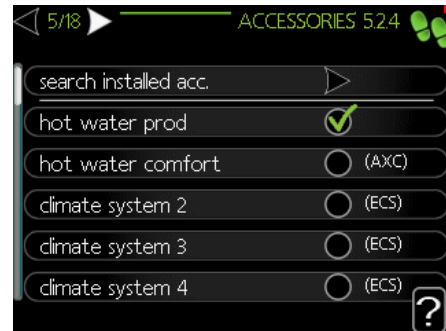 5/18 ACCESSORIES 5.2.4
search installed acc.
hot water prod
hot water comfort (AXC)
climate system 2 (ECS)
climate system 3 (ECS)
climate system 4 (ECS)
?